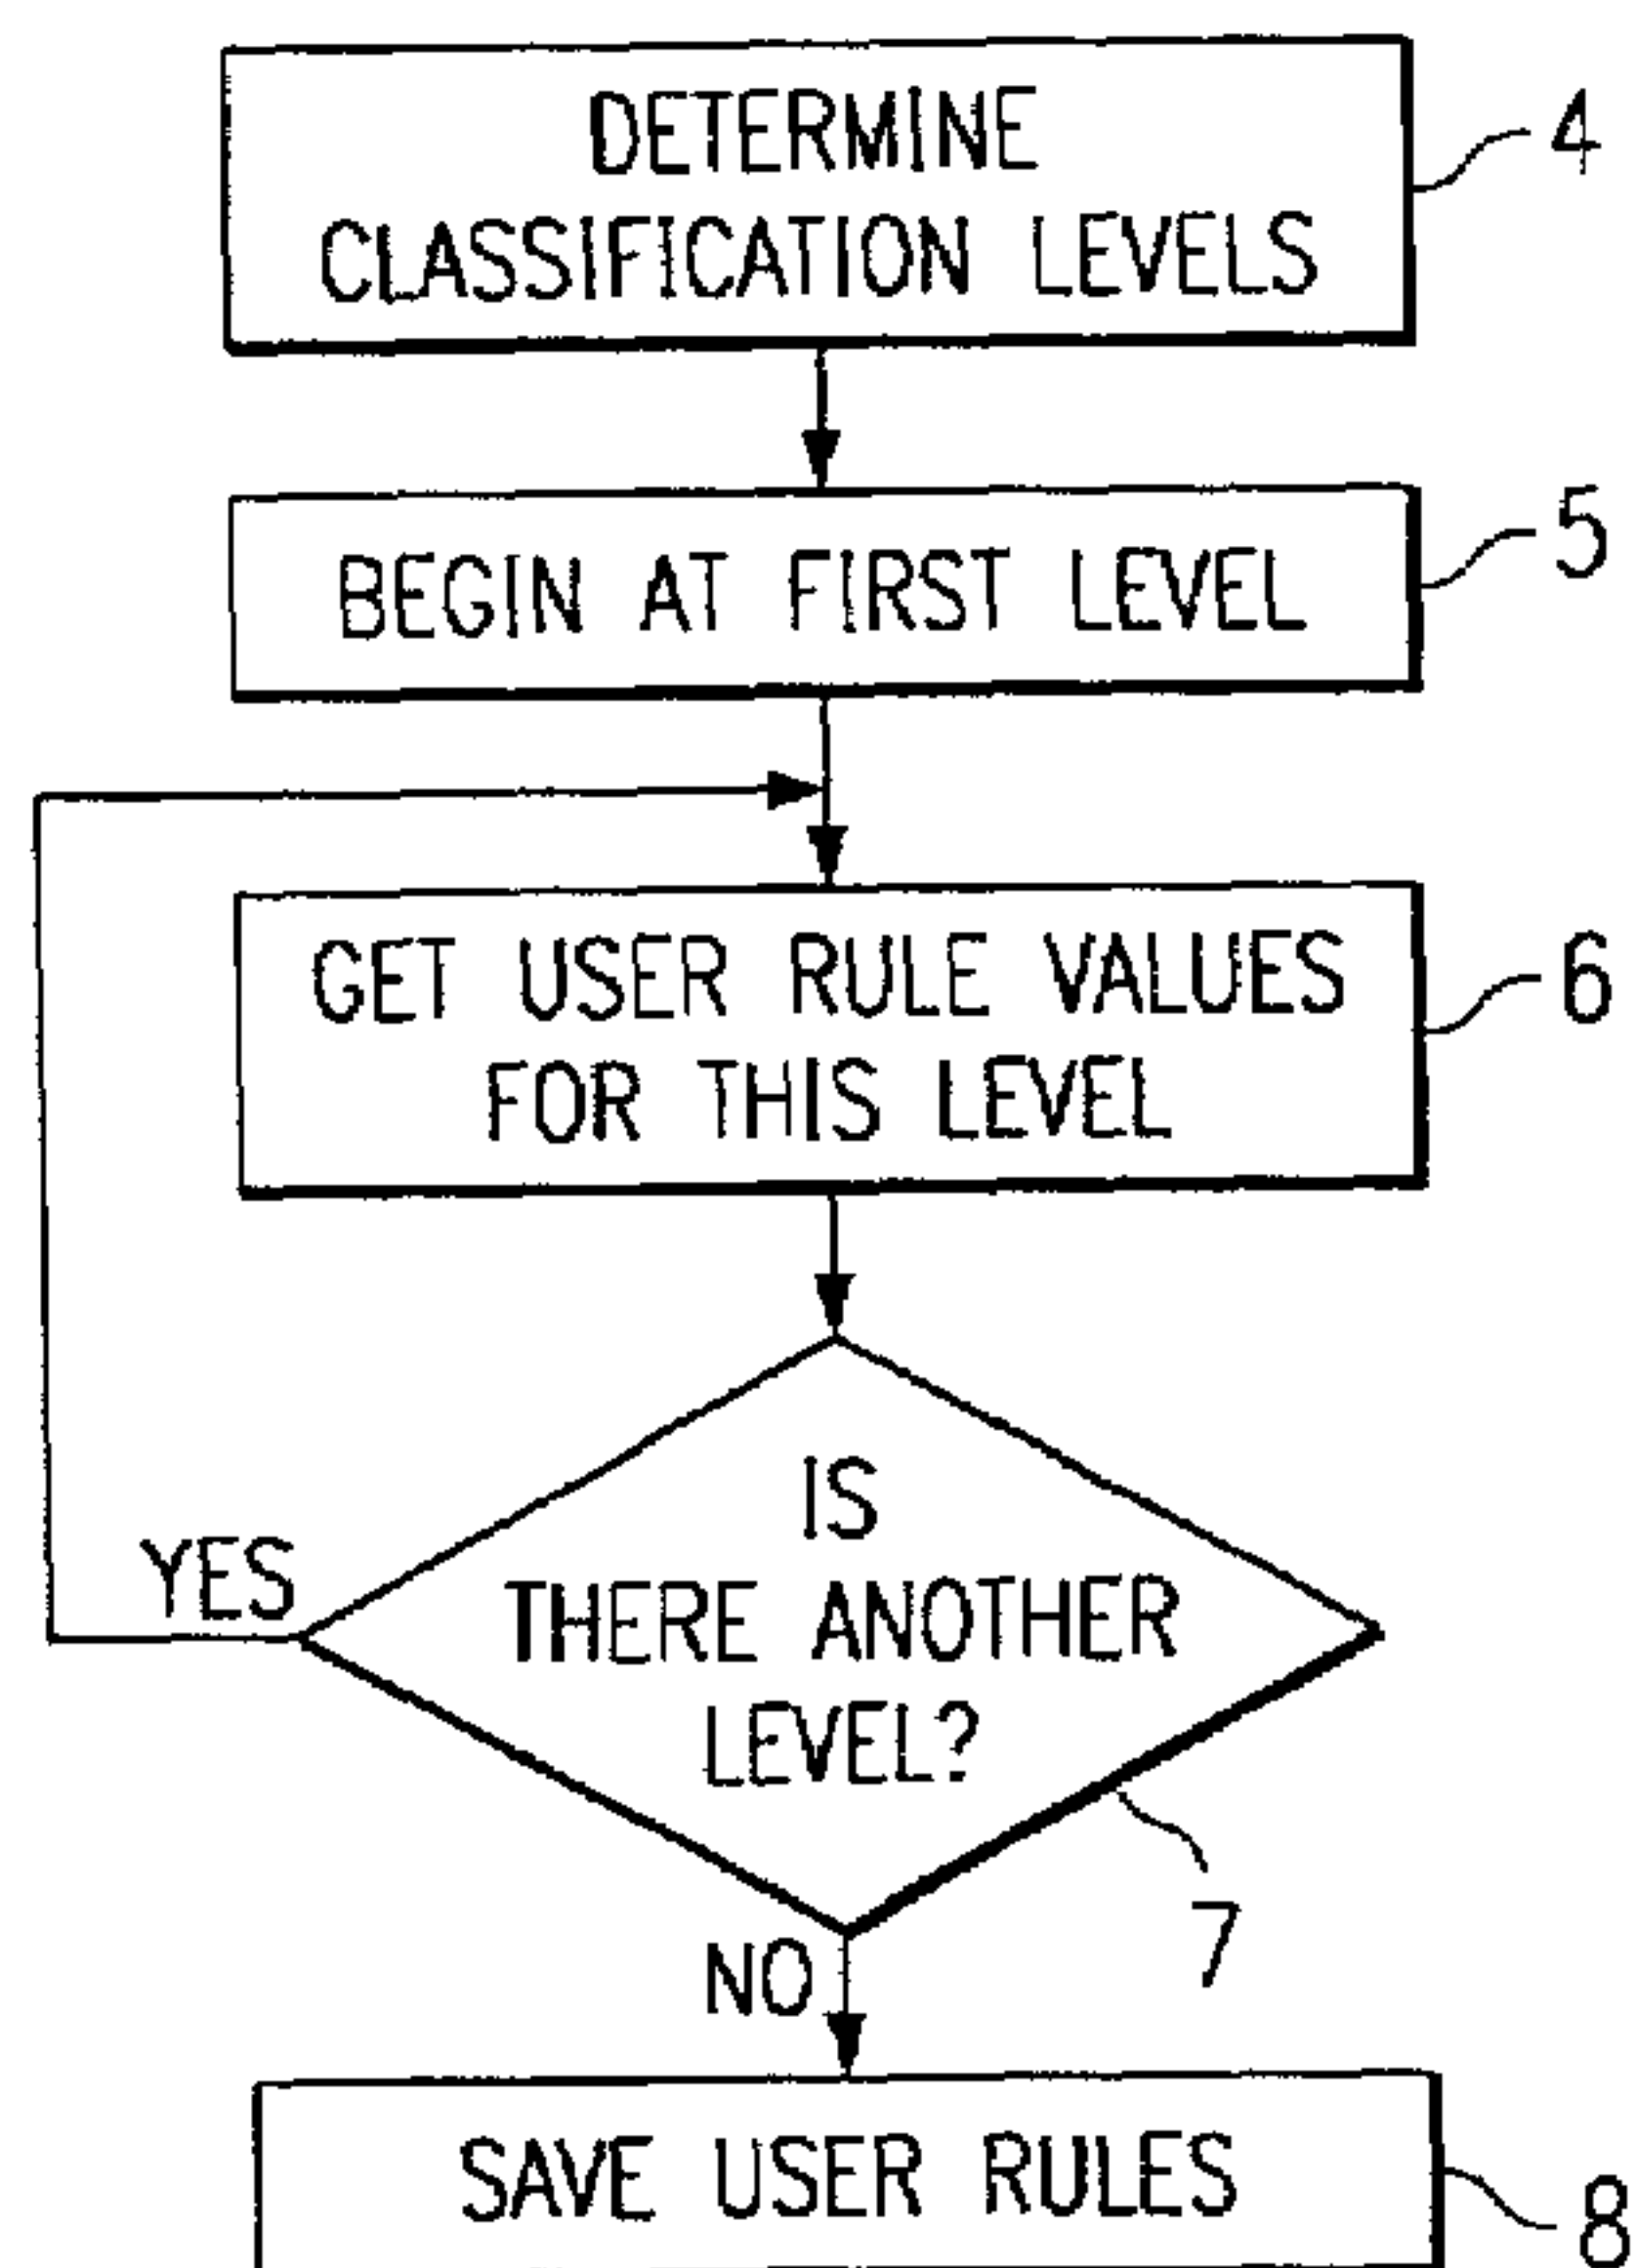 DETERMINE
CLASSIFICATION LEVELS
4
BEGIN AT FIRST LEVEL
5
GET USER RULE VALUES
FOR THIS LEVEL
6
IS
THERE ANOTHER
LEVEL?
YES
7
NO
SAVE USER RULES
8